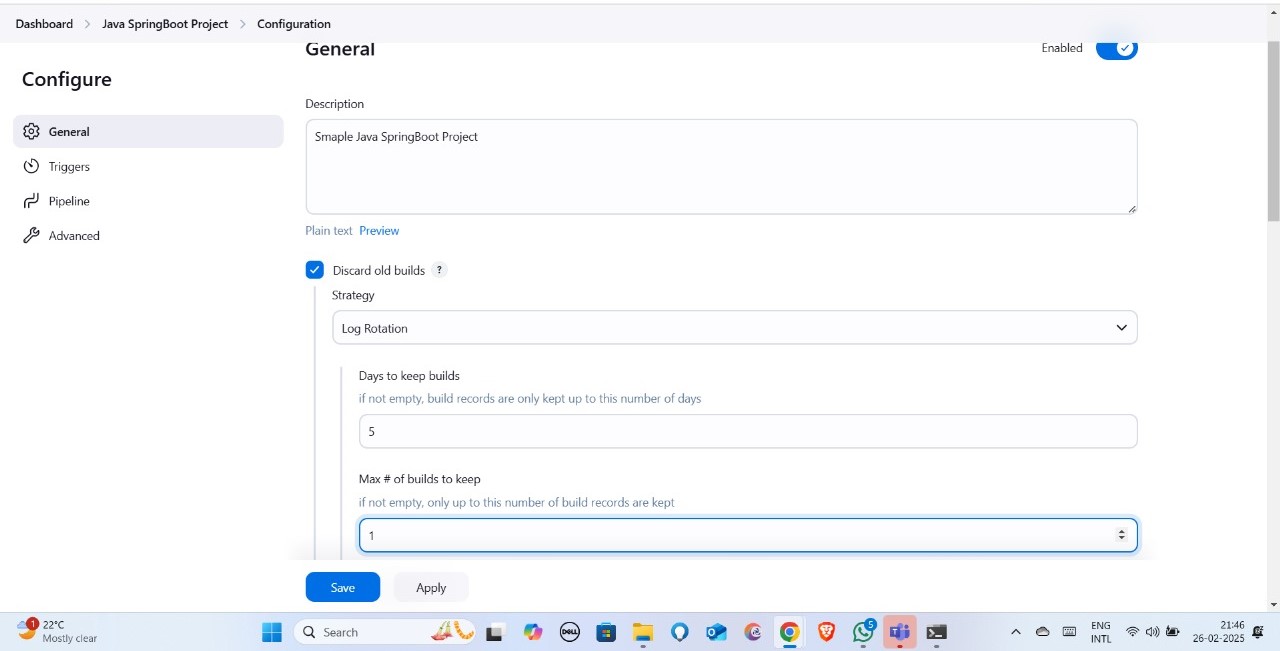 Dashboard > Java SpringBoot Project > Configuration
Configure
General
Triggers
Pipeline
Advanced
General
Enabled
Description
Smaple Java SpringBoot Project
Plain text Preview
Discard old builds ?
Strategy
Log Rotation
Days to keep builds
if not empty, build records are only kept up to this number of days
5
Max # of builds to keep
if not empty, only up to this number of build records are kept
1
Save Apply
1
22°C
Mostly clear
Search
DELL
5
ENG
INTL
21:46
26-02-2025